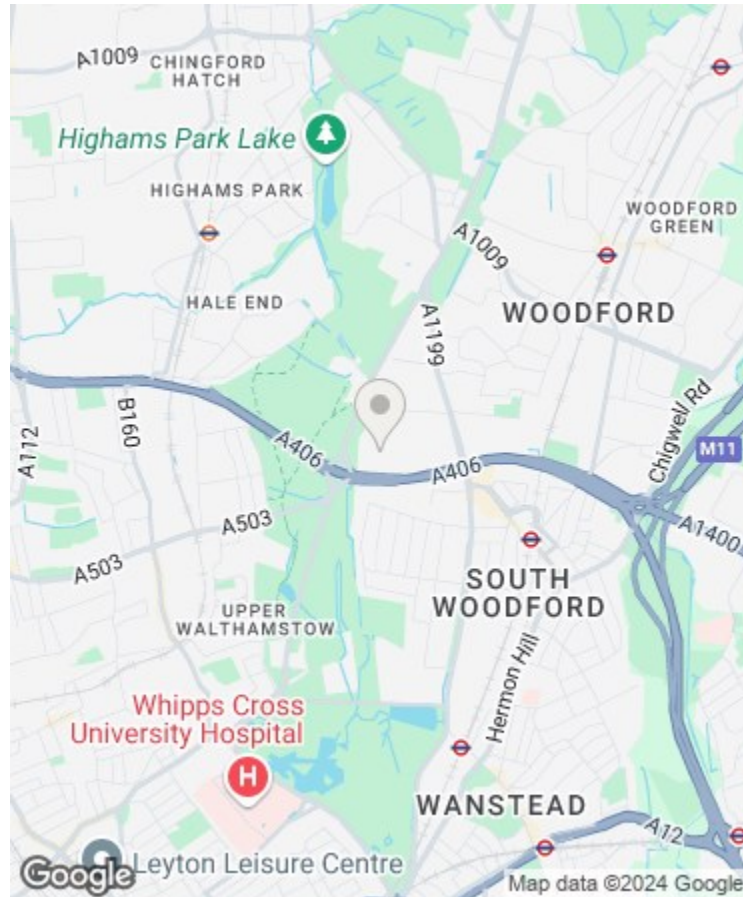 A1009
CHINGFORD
HATCH
Highams Park Lake
HIGHAMS PARK
WOODFORD
GREEN
A1009
HALE END
WOODFORD
A1199
B160
A112
Chigwell Rd
M11
A406
A406
A503
A1400
A503
SOUTH
WOODFORD
UPPER
WALTHAMSTOW
Hermon Hill
Whipps Cross
University Hospital
H
WANSTEAD
A12
Leyton Leisure Centre
Google
Map data ©2024 Google